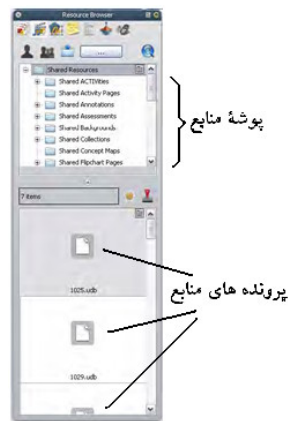 Resource Browser
...
Shared Resources
Shared ACTIVities
Shared Activity Pages
Shared Annotations
Shared Assessments
Shared Backgrounds
Shared Collections
Shared Concept Maps
Shared Flipchart Pages
پوشهٔ منابع
7 items
1025.udb
پرونده های منابع
1029.udb